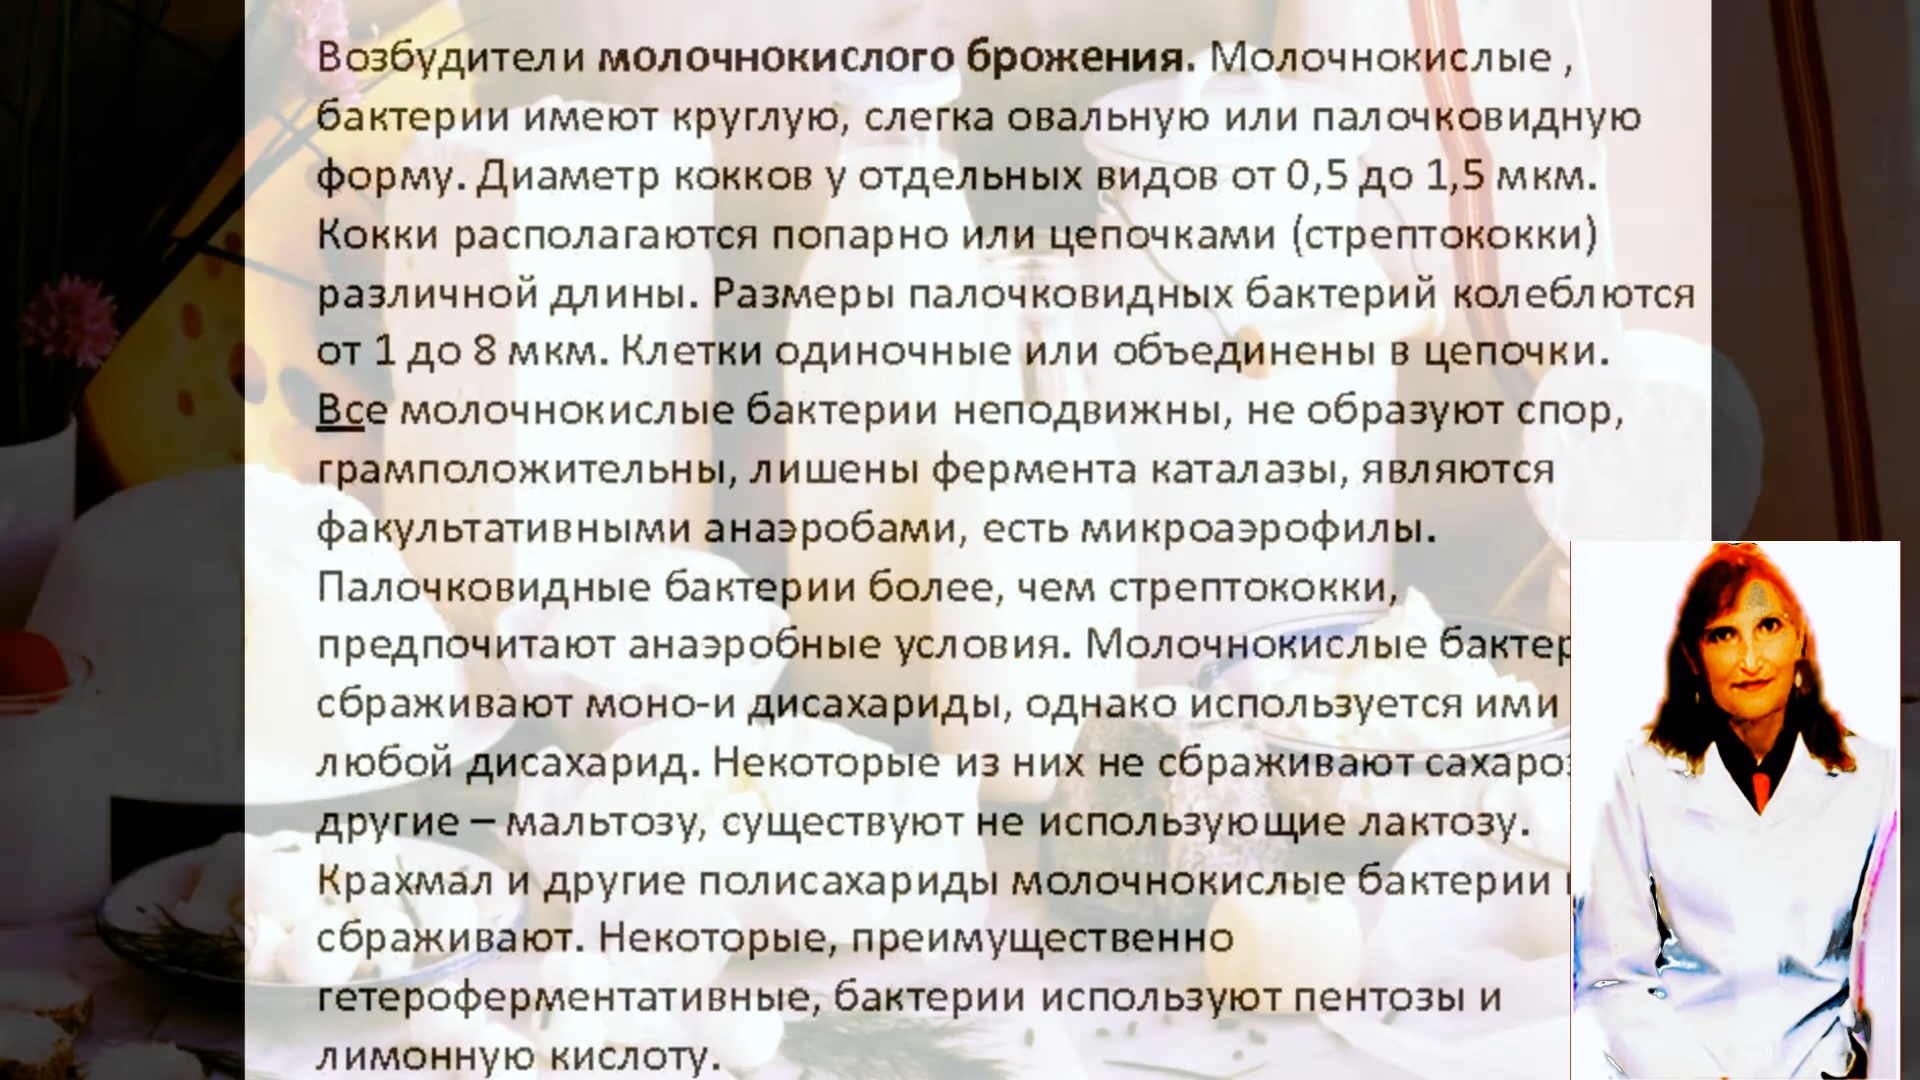 Возбудители молочнокислого брожения. Молочнокислые ,
бактерии имеют круглую, слегка овальную или палочковидную
форму. Диаметр кокков у отдельных видов от 0,5 до 1,5 мкм.
Кокки располагаются попарно или цепочками (стрептококки)
различной длины. Размеры палочковидных бактерий колеблются
от 1 до 8 мкм. Клетки одиночные или объединены в цепочки.
Все молочнокислые бактерии неподвижны, не образуют спор,
грамположительны, лишены фермента каталазы, являются
факультативными анаэробами, есть микроаэрофилы.
Палочковидные бактерии более, чем стрептококки,
предпочитают анаэробные условия. Молочнокислые
сбраживают моно-и дисахариды, однако используется ими
любой дисахарид. Некоторые из них не сбраживают
другие – мальтозу, существуют не использующие лактозу.
Крахмал и другие полисахариды молочнокислые бактерии
сбраживают. Некоторые, преимущественно
гетероферментативные, бактерии используют пентозы и
лимонную кислоту.